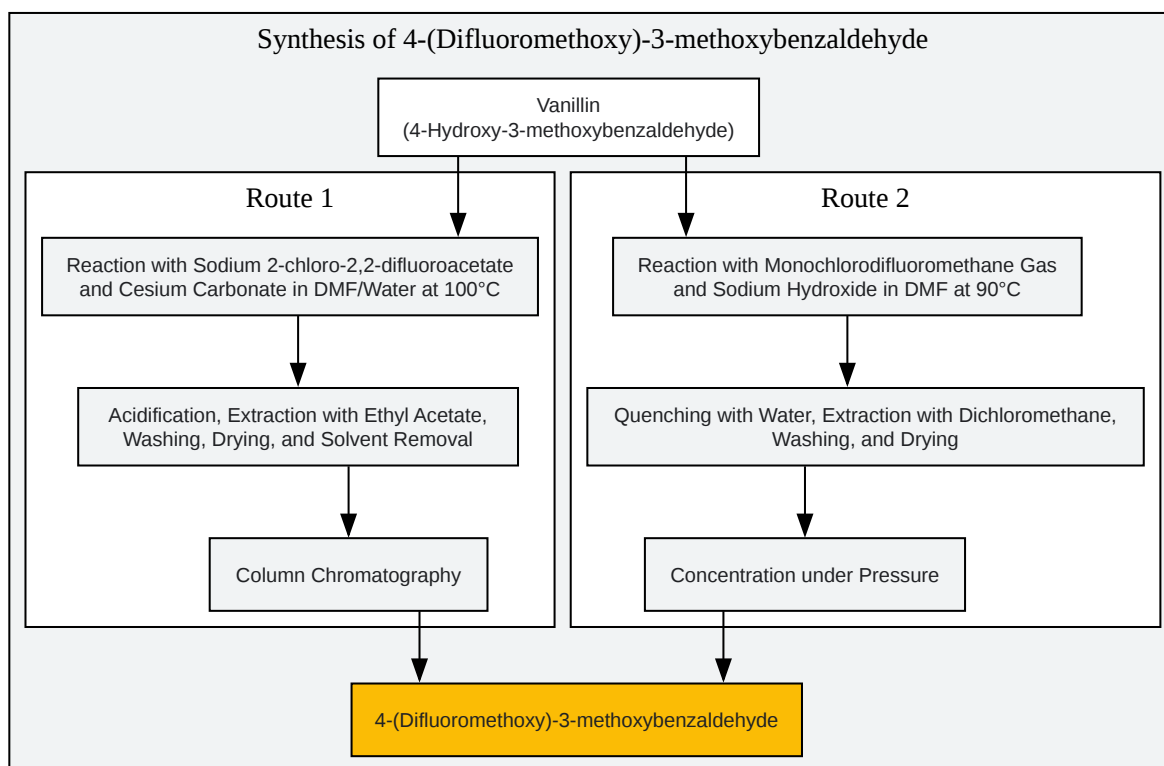 Synthesis of 4-(Difluoromethoxy)-3-methoxybenzaldehyde
Vanillin
(4-Hydroxy-3-methoxybenzaldehyde)
Route 1
Reaction with Sodium 2-chloro-2,2-difluoroacetate
and Cesium Carbonate in DMF/Water at 100°C
Acidification, Extraction with Ethyl Acetate,
Washing, Drying, and Solvent Removal
Column Chromatography
Route 2
Reaction with Monochlorodifluoromethane Gas
and Sodium Hydroxide in DMF at 90°C
Quenching with Water, Extraction with Dichloromethane,
Washing, and Drying
Concentration under Pressure
4-(Difluoromethoxy)-3-methoxybenzaldehyde